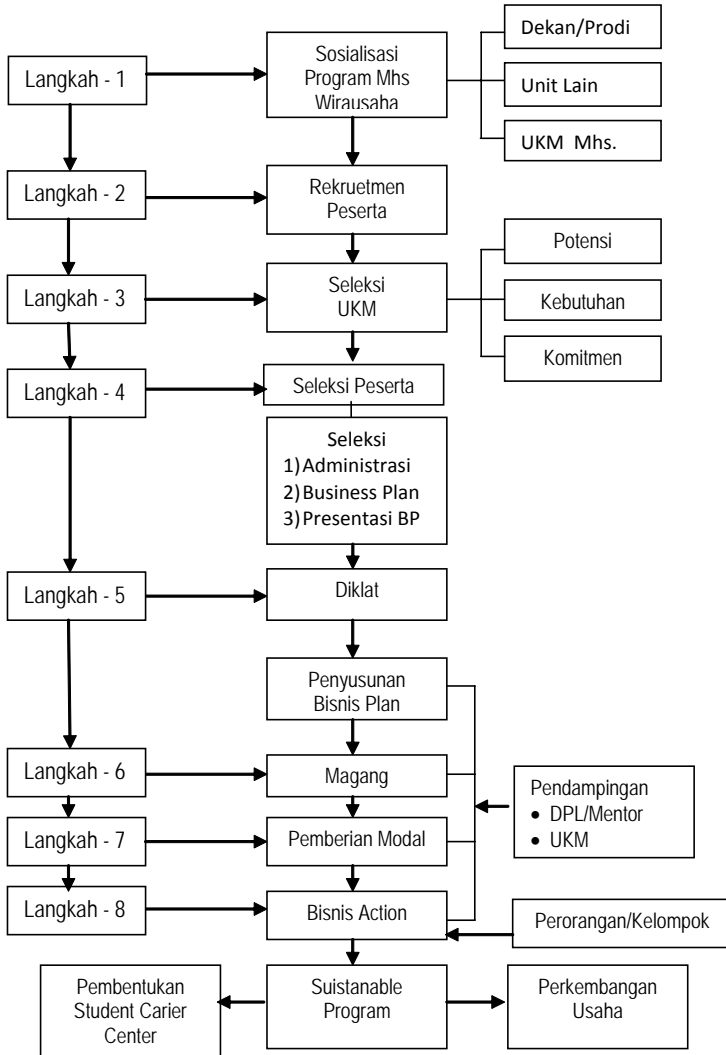 Langkah - 1
Sosialisasi
Program Mhs
Wirausaha
Dekan/Prodi
Unit Lain
UKM Mhs.
Langkah - 2
Rekruetmen
Peserta
Langkah - 3
Seleksi
UKM
Potensi
Kebutuhan
Komitmen
Langkah - 4
Seleksi Peserta
Seleksi
1) Administrasi
2) Business Plan
3) Presentasi BP
Langkah - 5
Diklat
Penyusunan
Bisnis Plan
Langkah - 6
Magang
Pendampingan
• DPL/Mentor
• UKM
Langkah - 7
Pemberian Modal
Langkah - 8
Bisnis Action
Perorangan/Kelompok
Pembentukan
Student Carier
Center
Suistanable
Program
Perkembangan
Usaha